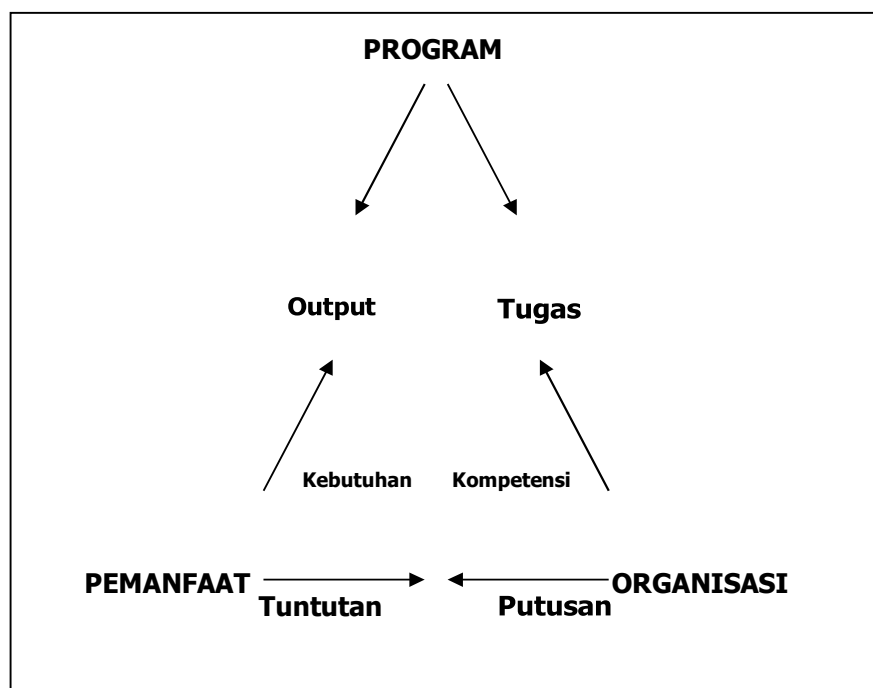 PROGRAM
Output Tugas
Kebutuhan Kompetensi
PEMANFAAT ORGANISASI
Tuntutan Putusan